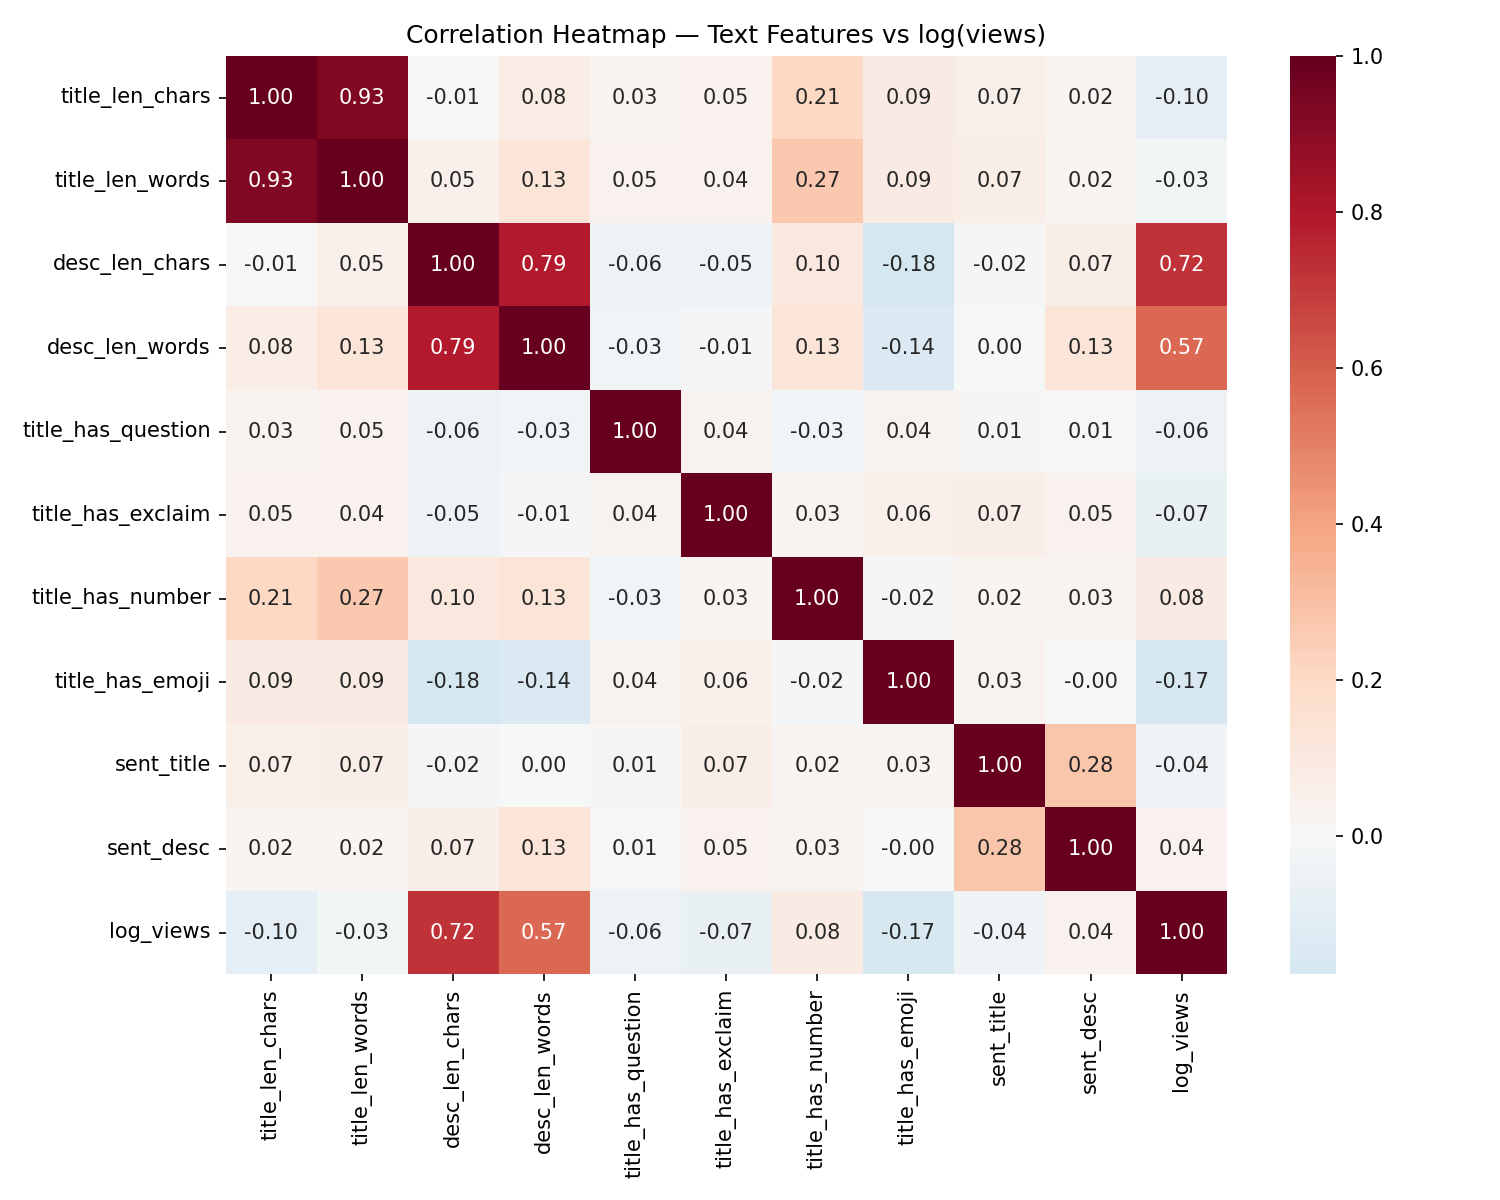 Correlation Heatmap — Text Features vs log(views)
title_len_chars 1.00 0.93 -0.01 0.08 0.03 0.05 0.21 0.09 0.07 0.02 -0.10
title_len_words 0.93 1.00 0.05 0.13 0.05 0.04 0.27 0.09 0.07 0.02 -0.03
desc_len_chars -0.01 0.05 1.00 0.79 -0.06 -0.05 0.10 -0.18 -0.02 0.07 0.72
desc_len_words 0.08 0.13 0.79 1.00 -0.03 -0.01 0.13 -0.14 0.00 0.13 0.57
title_has_question 0.03 0.05 -0.06 -0.03 1.00 0.04 -0.03 0.04 0.01 0.01 -0.06
title_has_exclaim 0.05 0.04 -0.05 -0.01 0.04 1.00 0.03 0.06 0.07 0.05 -0.07
title_has_number 0.21 0.27 0.10 0.13 -0.03 0.03 1.00 -0.02 0.02 0.03 0.08
title_has_emoji 0.09 0.09 -0.18 -0.14 0.04 0.06 -0.02 1.00 0.03 -0.00 -0.17
sent_title 0.07 0.07 -0.02 0.00 0.01 0.07 0.02 0.03 1.00 0.28 -0.04
sent_desc 0.02 0.02 0.07 0.13 0.01 0.05 0.03 -0.00 0.28 1.00 0.04
log_views -0.10 -0.03 0.72 0.57 -0.06 -0.07 0.08 -0.17 -0.04 0.04 1.00
title_len_chars
title_len_words
desc_len_chars
desc_len_words
title_has_question
title_has_exclaim
title_has_number
title_has_emoji
sent_title
sent_desc
log_views
1.0
0.8
0.6
0.4
0.2
0.0